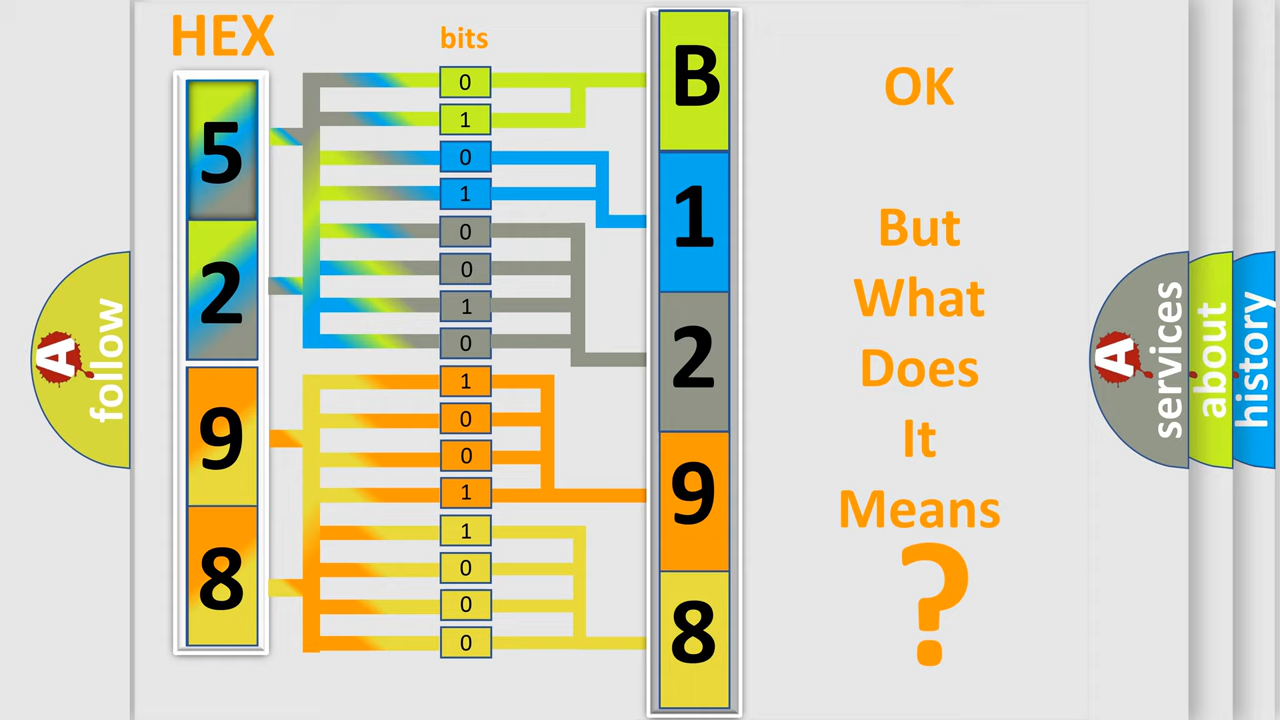 HEX
bits
5
2
9
8
0
1
0
1
0
0
1
0
1
0
0
1
1
0
0
0
B
1
2
9
8
OK
But
What
Does
It
Means
?
A
follow
A
services
about
history